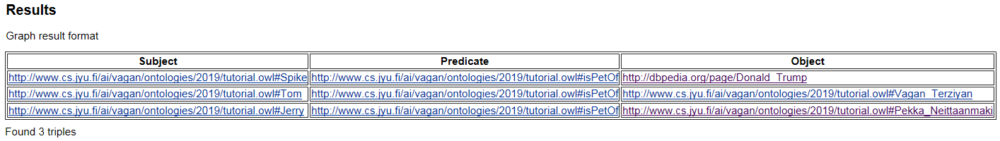 Results
Graph result format
Subject Predicate Object
http://www.cs.jyu.fi/ai/vagan/ontologies/2019/tutorial.owl#Spike http://www.cs.jyu.fi/ai/vagan/ontologies/2019/tutorial.owl#isPetOf http://dbpedia.org/page/Donald_Trump
http://www.cs.jyu.fi/ai/vagan/ontologies/2019/tutorial.owl#Tom http://www.cs.jyu.fi/ai/vagan/ontologies/2019/tutorial.owl#isPetOf http://www.cs.jyu.fi/ai/vagan/ontologies/2019/tutorial.owl#Vagan_Terziyan
http://www.cs.jyu.fi/ai/vagan/ontologies/2019/tutorial.owl#Jerry http://www.cs.jyu.fi/ai/vagan/ontologies/2019/tutorial.owl#isPetOf http://www.cs.jyu.fi/ai/vagan/ontologies/2019/tutorial.owl#Pekka_Neittaanmaki
Found 3 triples